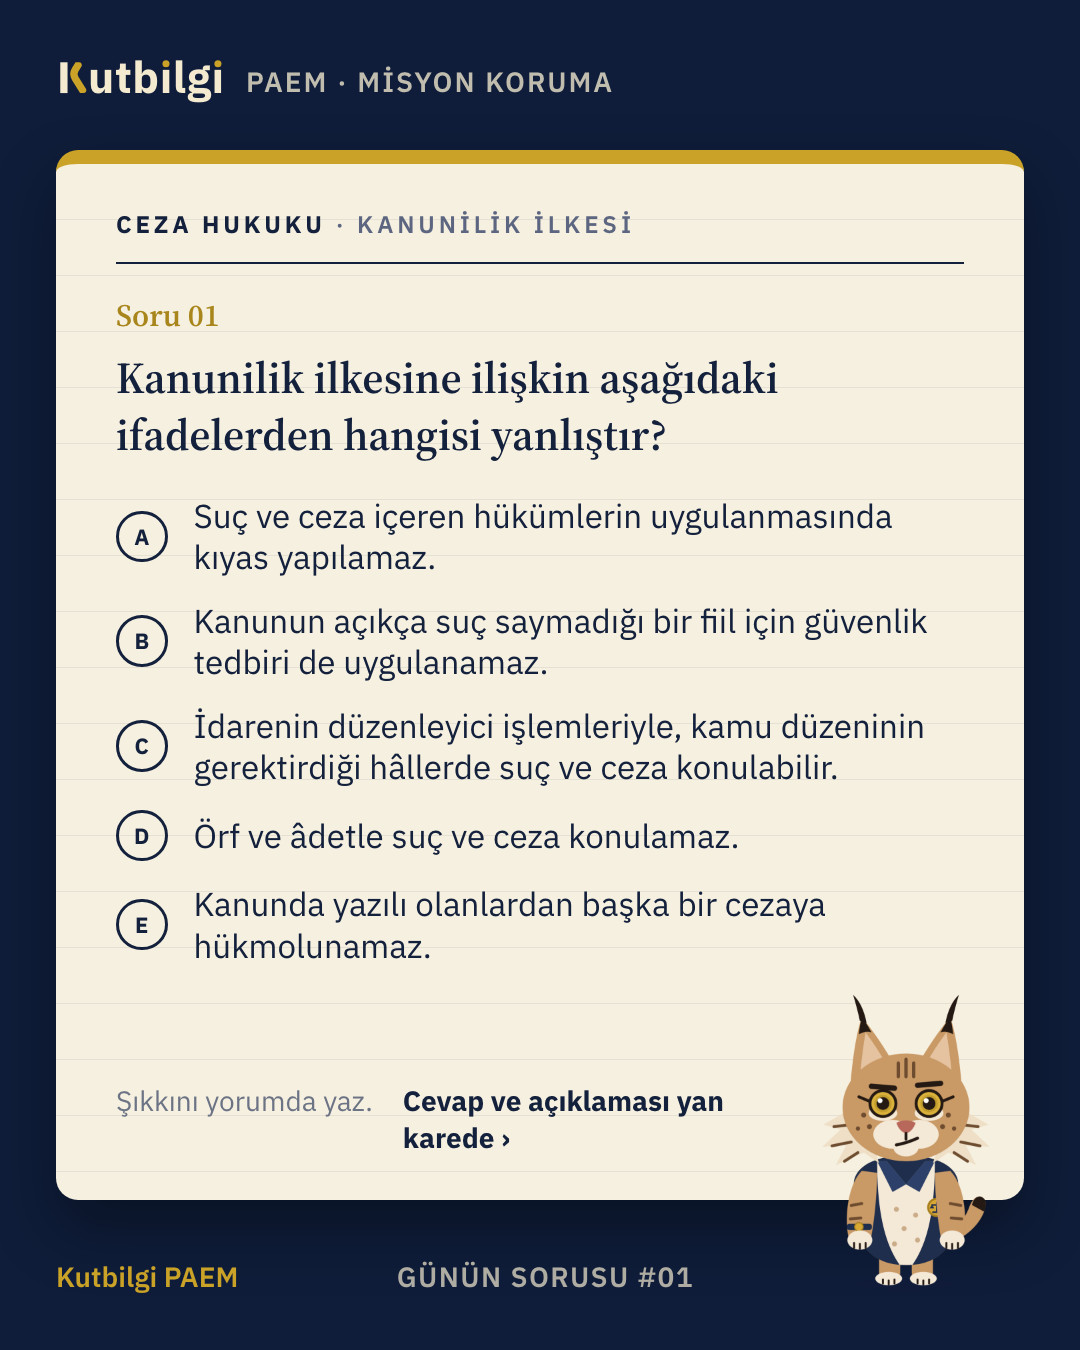 Kutbilgi PAEM · MİSYON KORUMA
CEZA HUKUKU · KANUNİLİK İLKESİ
Soru 01
Kanunilik ilkesine ilişkin aşağıdaki
ifadelerden hangisi yanlıştır?
A Suç ve ceza içeren hükümlerin uygulanmasında
kıyas yapılamaz.
B Kanunun açıkça suç saymadığı bir fiil için güvenlik
tedbiri de uygulanamaz.
C İdarenin düzenleyici işlemleriyle, kamu düzeninin
gerektirdiği hâllerde suç ve ceza konulabilir.
D Örf ve âdetle suç ve ceza konulamaz.
E Kanunda yazılı olanlardan başka bir cezaya
hükmolunamaz.
Şıkkını yorumda yaz. Cevap ve açıklaması yan
karede ›
Kutbilgi PAEM GÜNÜN SORUSU #01